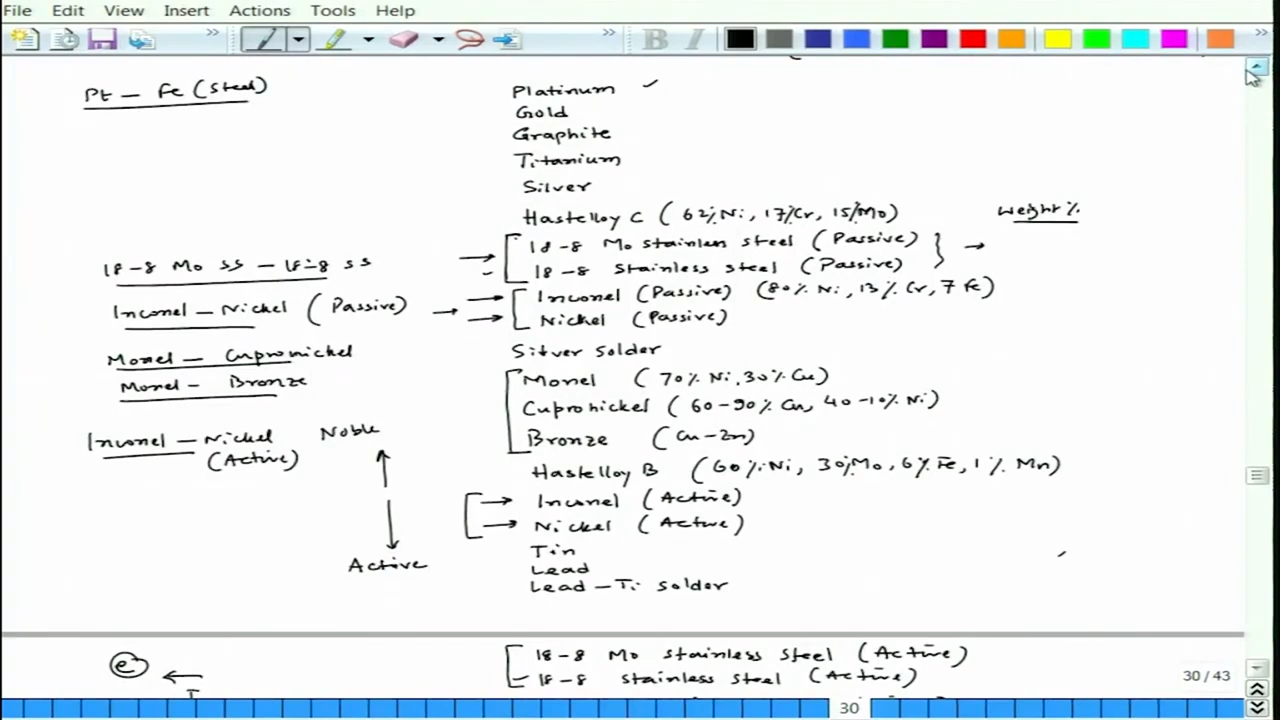 File Edit View Insert Actions Tools Help
B I
Pt – Fe (Steel)
Platinum ✓
Gold
Graphite
Titanium
Silver
Hastelloy C (62% Ni, 17% Cr, 15% Mo)
Weight %
18-8 Mo stainless steel (Passive)
18-8 stainless steel (Passive)
18-8 Mo SS – 18-8 SS
Inconel (Passive) (80% Ni, 13% Cr, 7 Fe)
Inconel – Nickel (Passive)
Nickel (Passive)
Silver solder
Monel – Cupronickel
Monel (70% Ni, 30% Cu)
Monel – Bronze
Cupronickel (60-90% Cu, 40-10% Ni)
Bronze (Cu-Zn)
Inconel – Nickel (Active)
Noble
Hastelloy B (60% Ni, 30% Mo, 6% Fe, 1% Mn)
Inconel (Active)
Nickel (Active)
Tin
Active
Lead
Lead – Ti solder
e⁻
18-8 Mo stainless steel (Active)
18-8 stainless steel (Active)
30 / 43
30